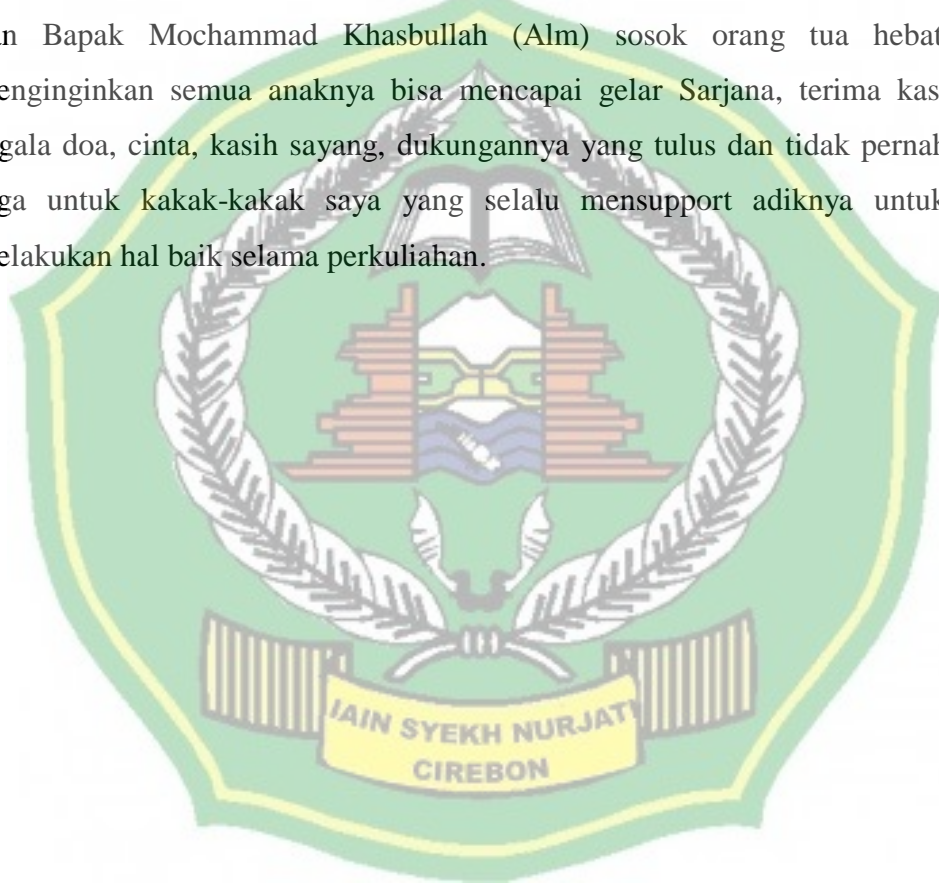 an Bapak Mochammad Khasbullah (Alm) sosok orang tua hebat
enginginkan semua anaknya bisa mencapai gelar Sarjana, terima kas
gala doa, cinta, kasih sayang, dukungannya yang tulus dan tidak pernah
ga untuk kakak-kakak saya yang selalu mensupport adiknya untuk
elakukan hal baik selama perkuliahan.
IAIN SYEKH NURJATI
CIREBON